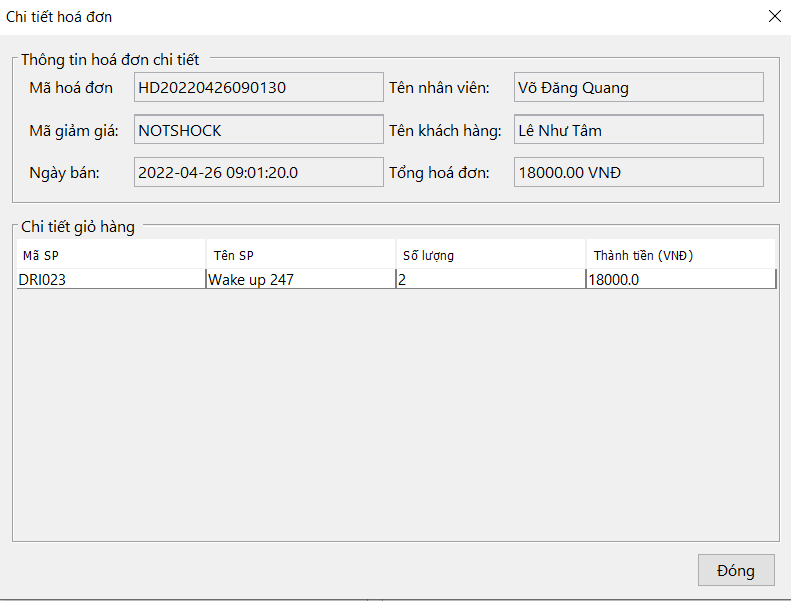 Chi tiết hoá đơn
Thông tin hoá đơn chi tiết
Mã hoá đơn HD20220426090130 Tên nhân viên: Võ Đăng Quang
Mã giảm giá: NOTSHOCK Tên khách hàng: Lê Như Tâm
Ngày bán: 2022-04-26 09:01:20.0 Tổng hoá đơn: 18000.00 VNĐ
Chi tiết giỏ hàng
Mã SP Tên SP Số lượng Thành tiền (VNĐ)
DRI023 Wake up 247 2 18000.0
Đóng